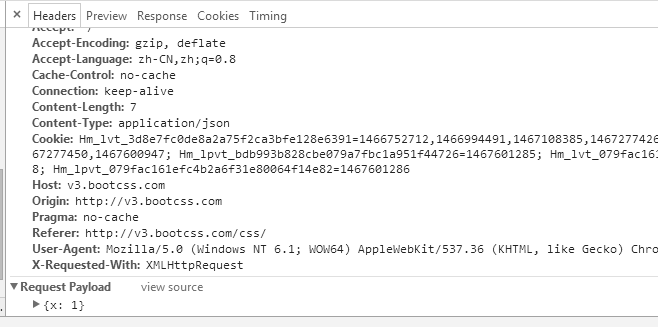 × Headers Preview Response Cookies Timing
Accept-Encoding: gzip, deflate
Accept-Language: zh-CN,zh;q=0.8
Cache-Control: no-cache
Connection: keep-alive
Content-Length: 7
Content-Type: application/json
Cookie: Hm_lvt_3d8e7fc0de8a2a75f2ca3bfe128e6391=1466752712,1466994491,1467108385,1467277426
67277450,1467600947; Hm_lpvt_bdb993b828cbe079a7fbc1a951f44726=1467601285; Hm_lvt_079fac161
8; Hm_lpvt_079fac161efc4b2a6f31e80064f14e82=1467601286
Host: v3.bootcss.com
Origin: http://v3.bootcss.com
Pragma: no-cache
Referer: http://v3.bootcss.com/css/
User-Agent: Mozilla/5.0 (Windows NT 6.1; WOW64) AppleWebKit/537.36 (KHTML, like Gecko) Chro
X-Requested-With: XMLHttpRequest
▼Request Payload view source
▶{x: 1}